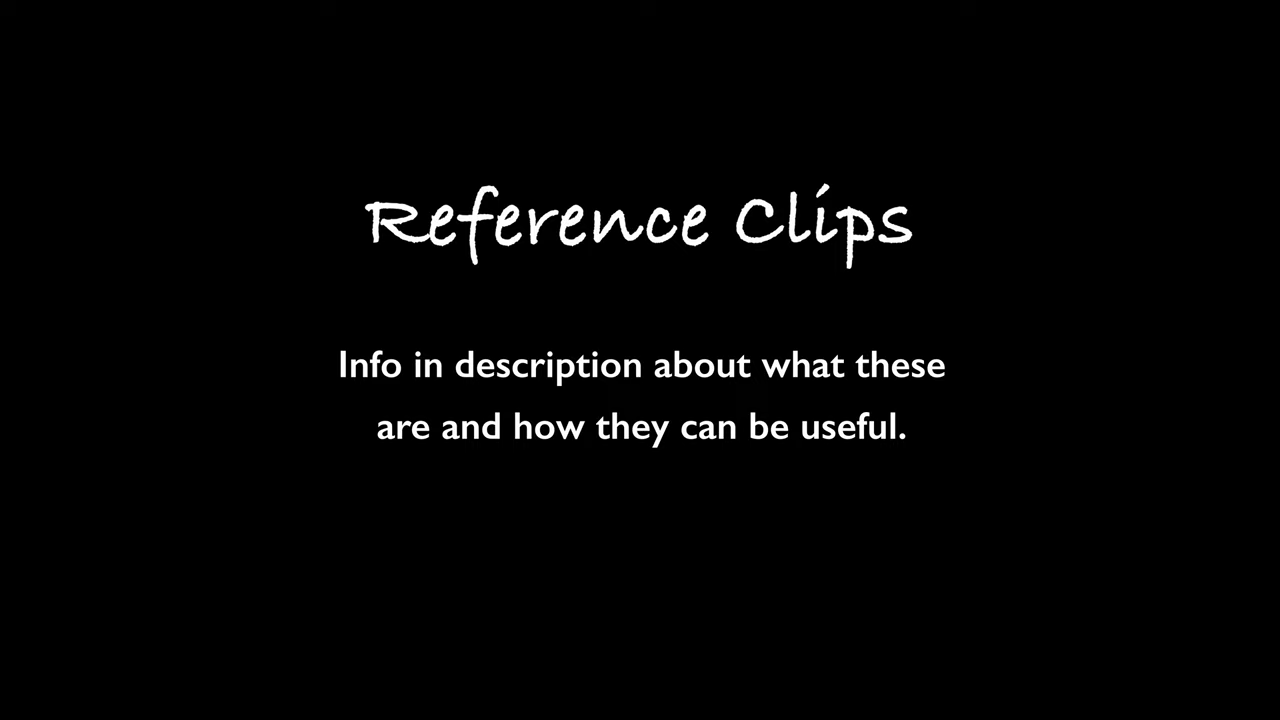 Reference Clips
Info in description about what these
are and how they can be useful.